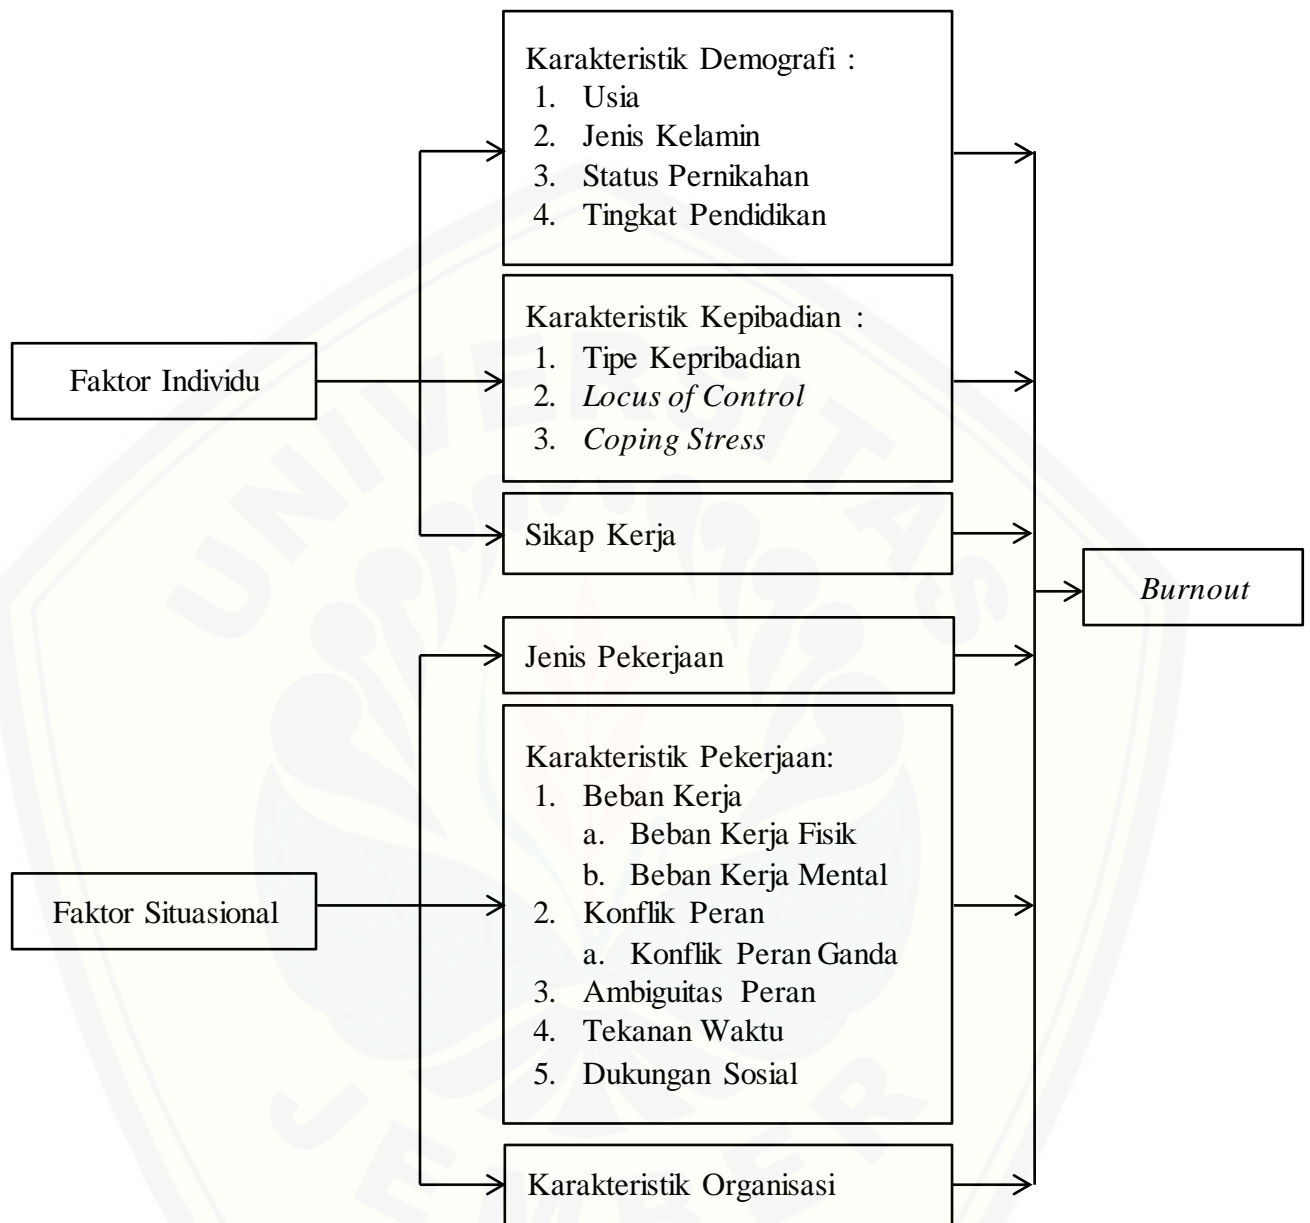 Karakteristik Demografi :
1. Usia
2. Jenis Kelamin
3. Status Pernikahan
4. Tingkat Pendidikan
Karakteristik Kepibadian :
1. Tipe Kepribadian
2. Locus of Control
3. Coping Stress
Faktor Individu
Sikap Kerja
Burnout
Jenis Pekerjaan
Karakteristik Pekerjaan:
1. Beban Kerja
a. Beban Kerja Fisik
b. Beban Kerja Mental
2. Konflik Peran
a. Konflik Peran Ganda
3. Ambiguitas Peran
4. Tekanan Waktu
5. Dukungan Sosial
Faktor Situasional
Karakteristik Organisasi
UNIVERSITAS
JEMBER